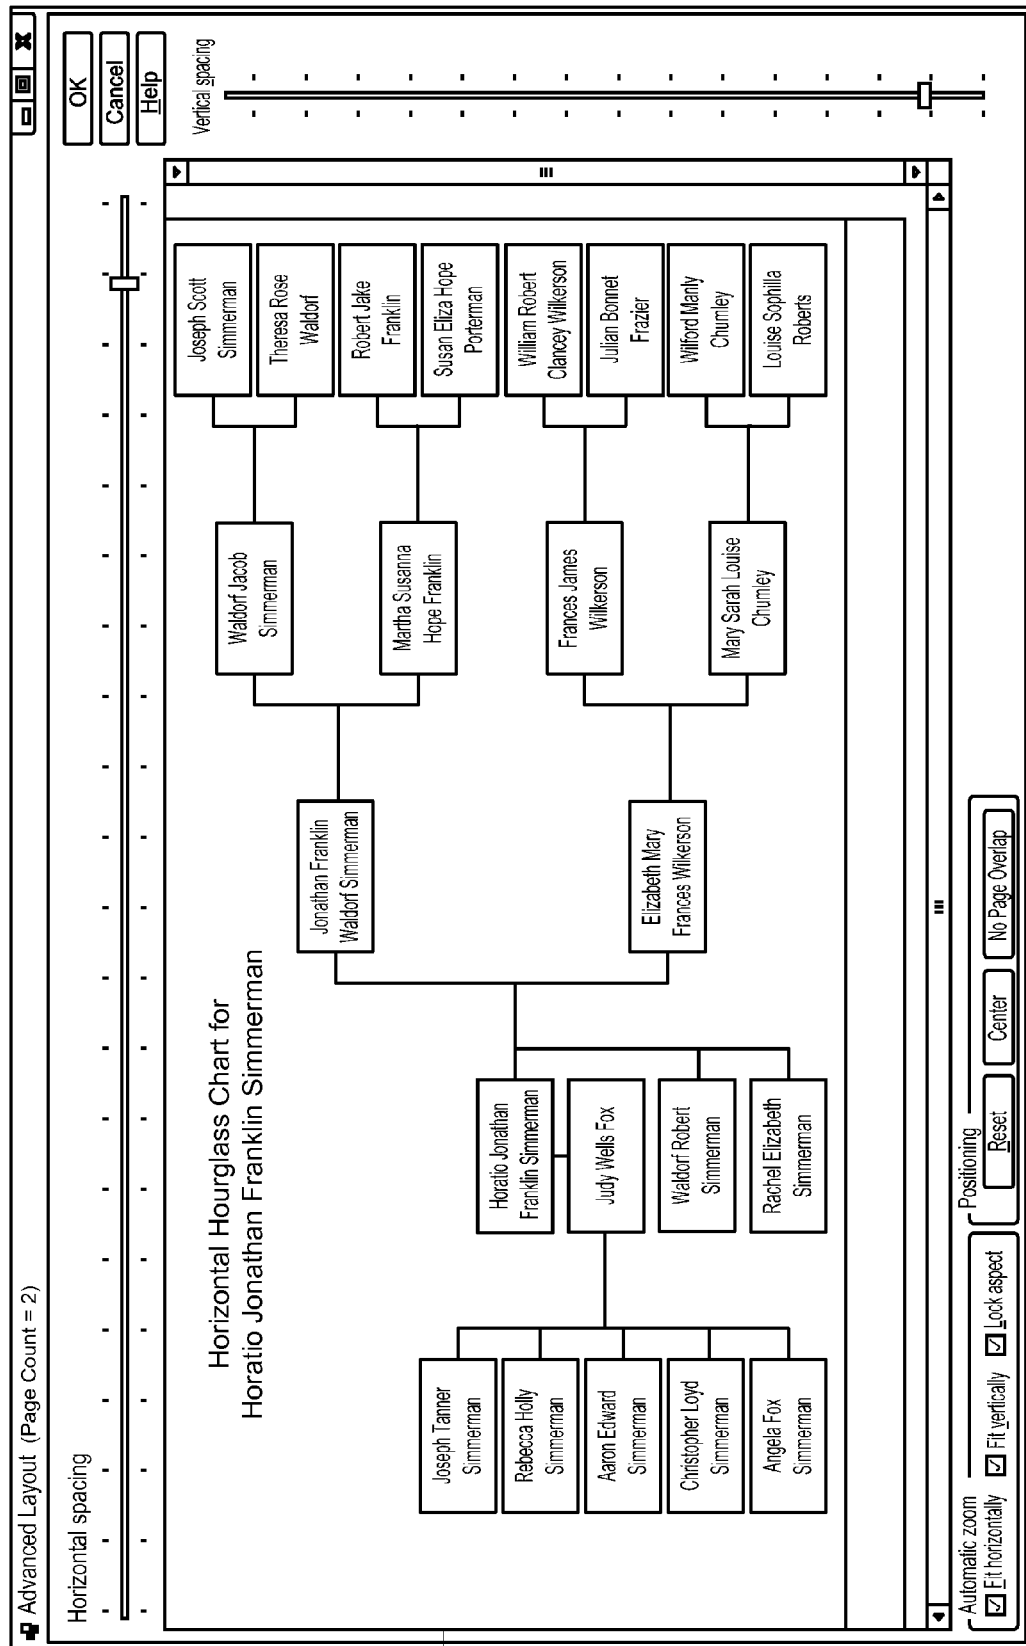 Advanced Layout (Page Count = 2)
Horizontal spacing
OK
Cancel
Help
Vertical spacing
Horizontal Hourglass Chart for
Horatio Jonathan Franklin Simmerman
Joseph Tanner
Simmerman
Rebecca Holly
Simmerman
Aaron Edward
Simmerman
Christopher Loyd
Simmerman
Angela Fox
Simmerman
Horatio Jonathan
Franklin Simmerman
Judy Wells Fox
Waldorf Robert
Simmerman
Rachel Elizabeth
Simmerman
Jonathan Franklin
Waldorf Simmerman
Elizabeth Mary
Frances Wilkerson
Waldorf Jacob
Simmerman
Martha Susanna
Hope Franklin
Frances James
Wilkerson
Mary Sarah Louise
Chumley
Joseph Scott
Simmerman
Theresa Rose
Waldorf
Robert Jake
Franklin
Susan Eliza Hope
Porterman
William Robert
Clancey Wilkerson
Julian Bonnet
Frazier
Wilford Manly
Chumley
Louise Sophilla
Roberts
Automatic zoom
Fit horizontally
Fit vertically
Lock aspect
Positioning
Reset
Center
No Page Overlap